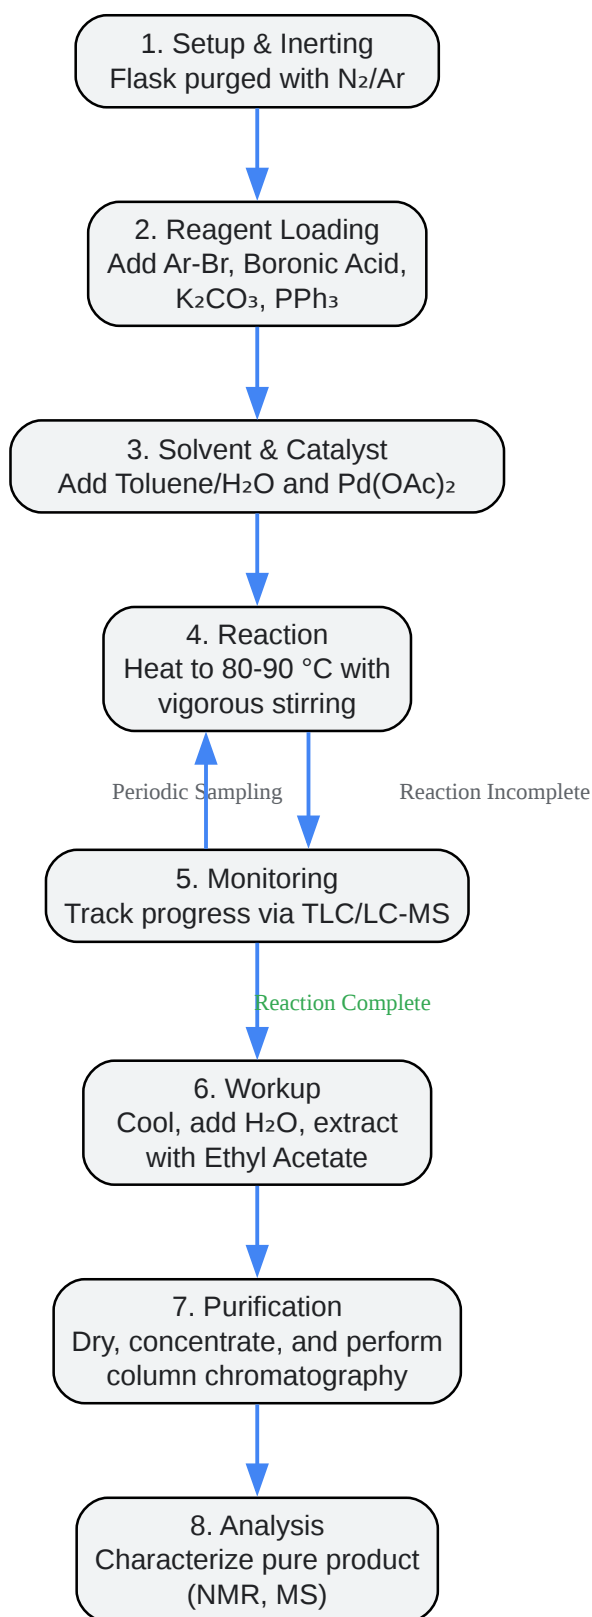 1. Setup & Inerting
Flask purged with N₂/Ar
2. Reagent Loading
Add Ar-Br, Boronic Acid,
K₂CO₃, PPh₃
3. Solvent & Catalyst
Add Toluene/H₂O and Pd(OAc)₂
4. Reaction
Heat to 80-90 °C with
vigorous stirring
Periodic Sampling
Reaction Incomplete
5. Monitoring
Track progress via TLC/LC-MS
Reaction Complete
6. Workup
Cool, add H₂O, extract
with Ethyl Acetate
7. Purification
Dry, concentrate, and perform
column chromatography
8. Analysis
Characterize pure product
(NMR, MS)